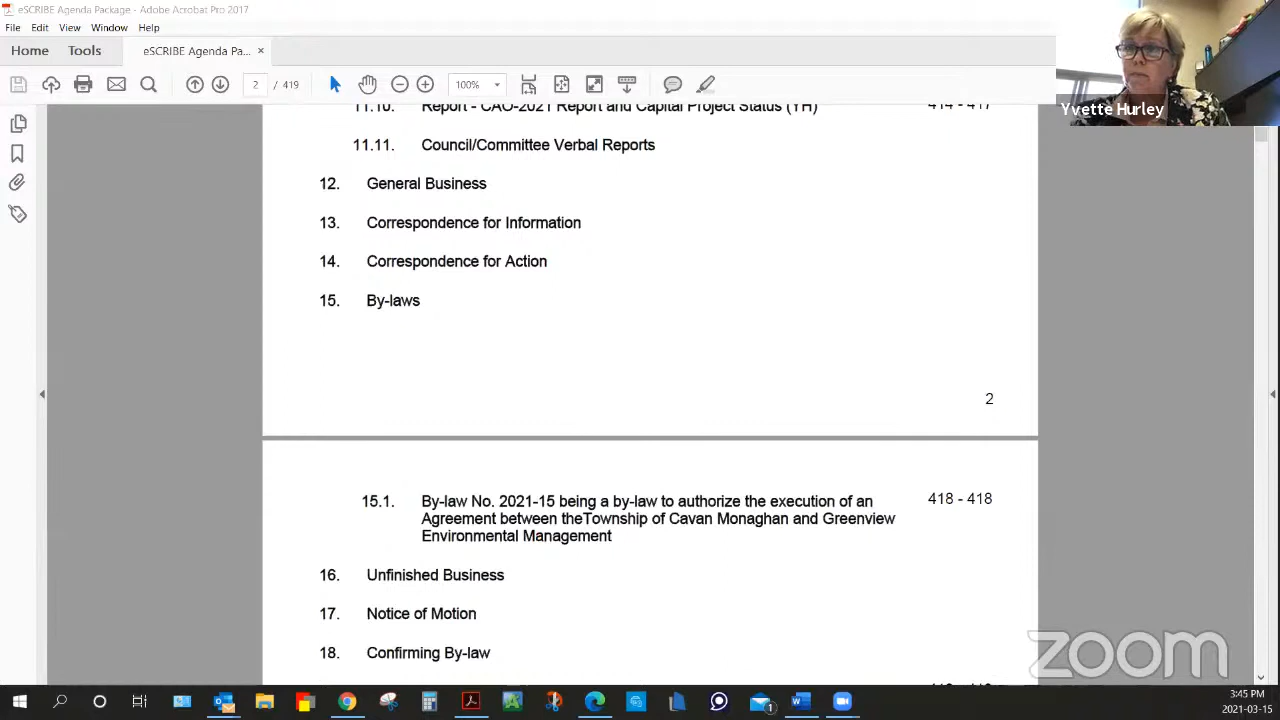 eSCRIBE Agenda Package - Adobe Acrobat Pro 2017
File Edit View Window Help
Home Tools eSCRIBE Agenda Pa... ×
2 / 419 100%
Yvette Hurley
11.10. Report - CAO-2021 Report and Capital Project Status (YH) 414 - 417
11.11. Council/Committee Verbal Reports
12. General Business
13. Correspondence for Information
14. Correspondence for Action
15. By-laws
2
15.1. By-law No. 2021-15 being a by-law to authorize the execution of an 418 - 418
Agreement between theTownship of Cavan Monaghan and Greenview
Environmental Management
16. Unfinished Business
17. Notice of Motion
18. Confirming By-law
zoom
3:45 PM
2021-03-15